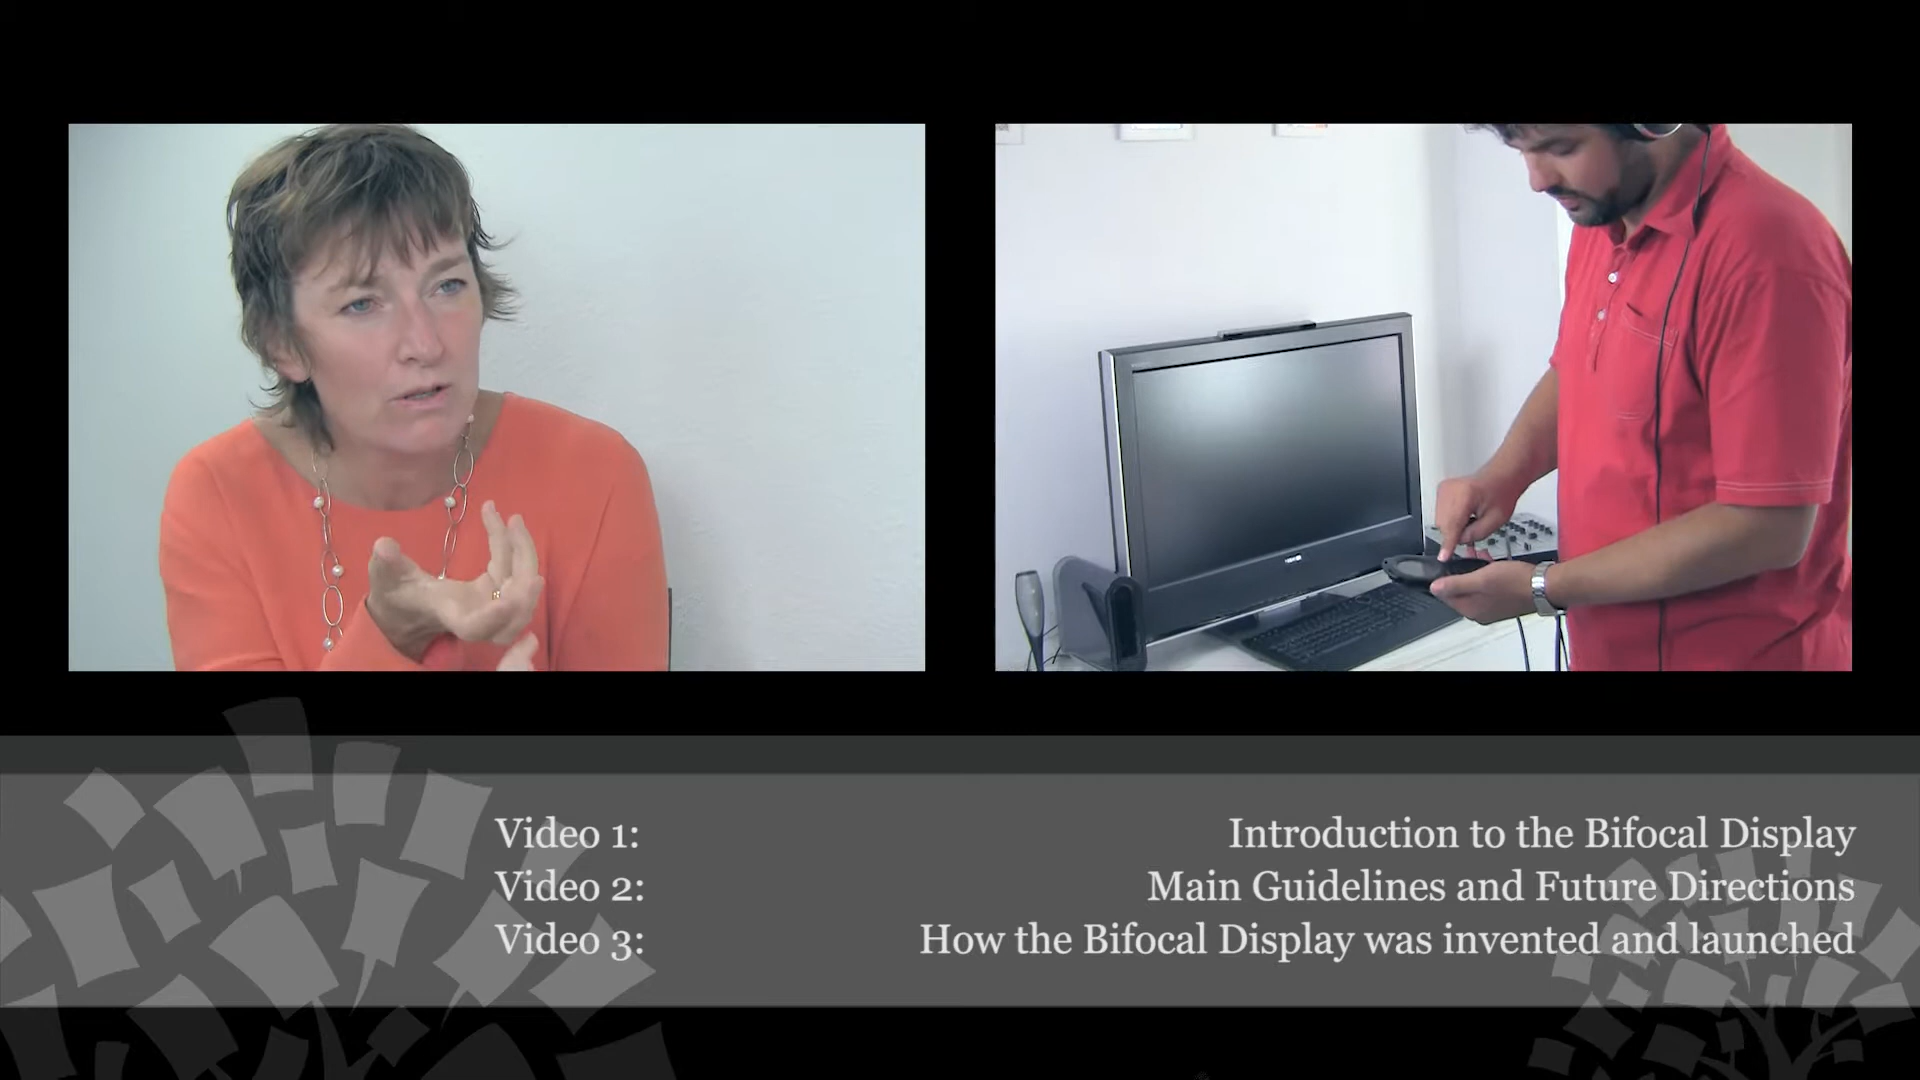 Video 1: Introduction to the Bifocal Display
Video 2: Main Guidelines and Future Directions
Video 3: How the Bifocal Display was invented and launched